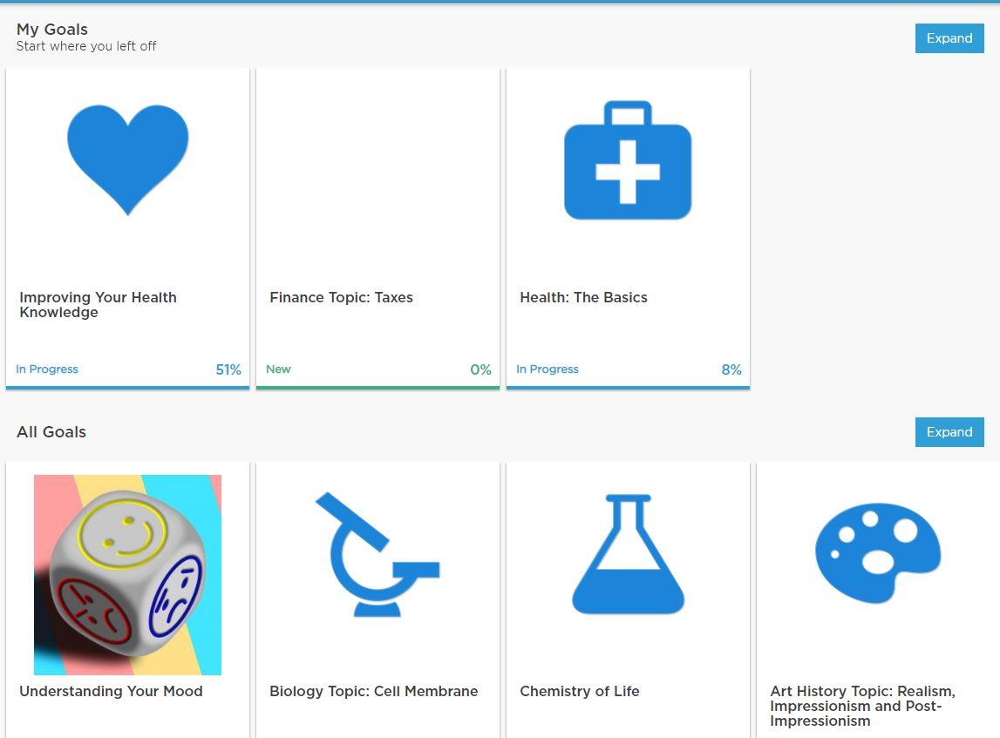 My Goals
Start where you left off
Expand
Improving Your Health
Knowledge
In Progress
51%
Finance Topic: Taxes
New
0%
Health: The Basics
In Progress
8%
All Goals
Expand
Understanding Your Mood
Biology Topic: Cell Membrane
Chemistry of Life
Art History Topic: Realism,
Impressionism and Post-
Impressionism